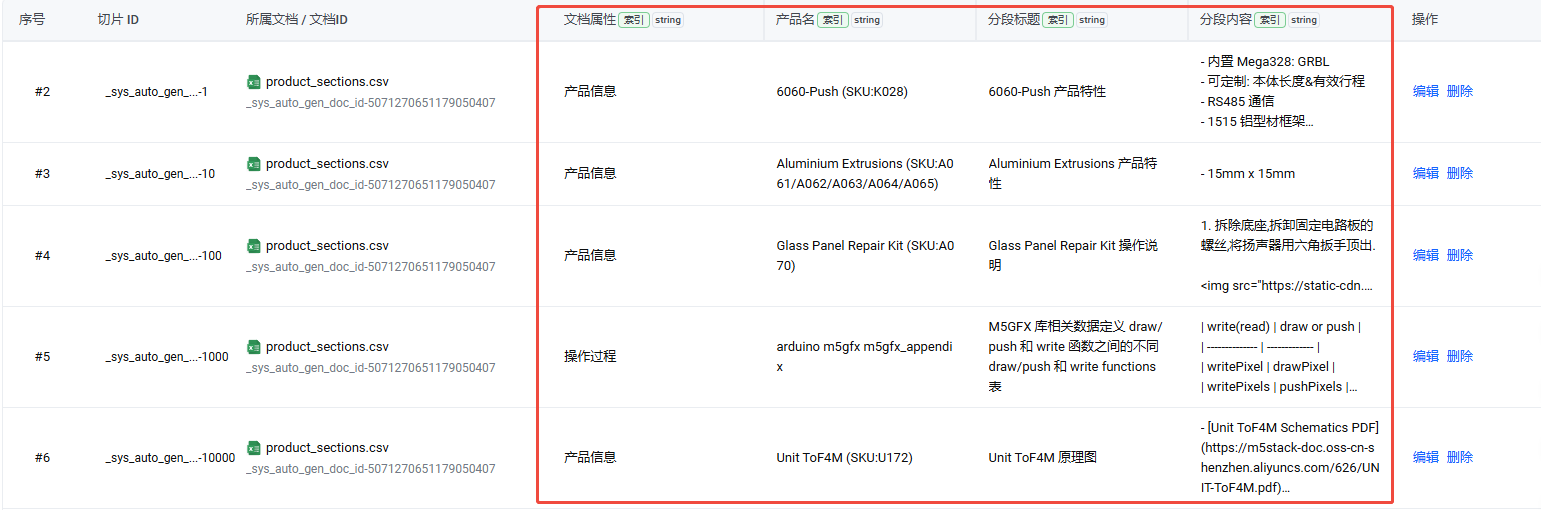 序号 切片 ID 所属文档 / 文档ID 文档属性 索引 string 产品名 索引 string 分段标题 索引 string 分段内容 索引 string 操作
#2 _sys_auto_gen_...-1 product_sections.csv
_sys_auto_gen_doc_id-5071270651179050407 产品信息 6060-Push (SKU:K028) 6060-Push 产品特性 - 内置 Mega328: GRBL
- 可定制: 本体长度&有效行程
- RS485 通信
- 1515 铝型材框架... 编辑 删除
#3 _sys_auto_gen_...-10 product_sections.csv
_sys_auto_gen_doc_id-5071270651179050407 产品信息 Aluminium Extrusions (SKU:A0
61/A062/A063/A064/A065) Aluminium Extrusions 产品特
性 - 15mm x 15mm 编辑 删除
#4 _sys_auto_gen_...-100 product_sections.csv
_sys_auto_gen_doc_id-5071270651179050407 产品信息 Glass Panel Repair Kit (SKU:A0
70) Glass Panel Repair Kit 操作说
明 1. 拆除底座,拆卸固定电路板的
螺丝,将扬声器用六角扳手顶出.
<img src="https://static-cdn.... 编辑 删除
#5 _sys_auto_gen_...-1000 product_sections.csv
_sys_auto_gen_doc_id-5071270651179050407 操作过程 arduino m5gfx m5gfx_appendi
x M5GFX 库相关数据定义 draw/
push 和 write 函数之间的不同
draw/push 和 write functions
表 | write(read) | draw or push |
| -------------- | ------------- |
| writePixel | drawPixel |
| writePixels | pushPixels |... 编辑 删除
#6 _sys_auto_gen_...-10000 product_sections.csv
_sys_auto_gen_doc_id-5071270651179050407 产品信息 Unit ToF4M (SKU:U172) Unit ToF4M 原理图 - [Unit ToF4M Schematics PDF]
(https://m5stack-doc.oss-cn-s
henzhen.aliyuncs.com/626/UN
IT-ToF4M.pdf)... 编辑 删除